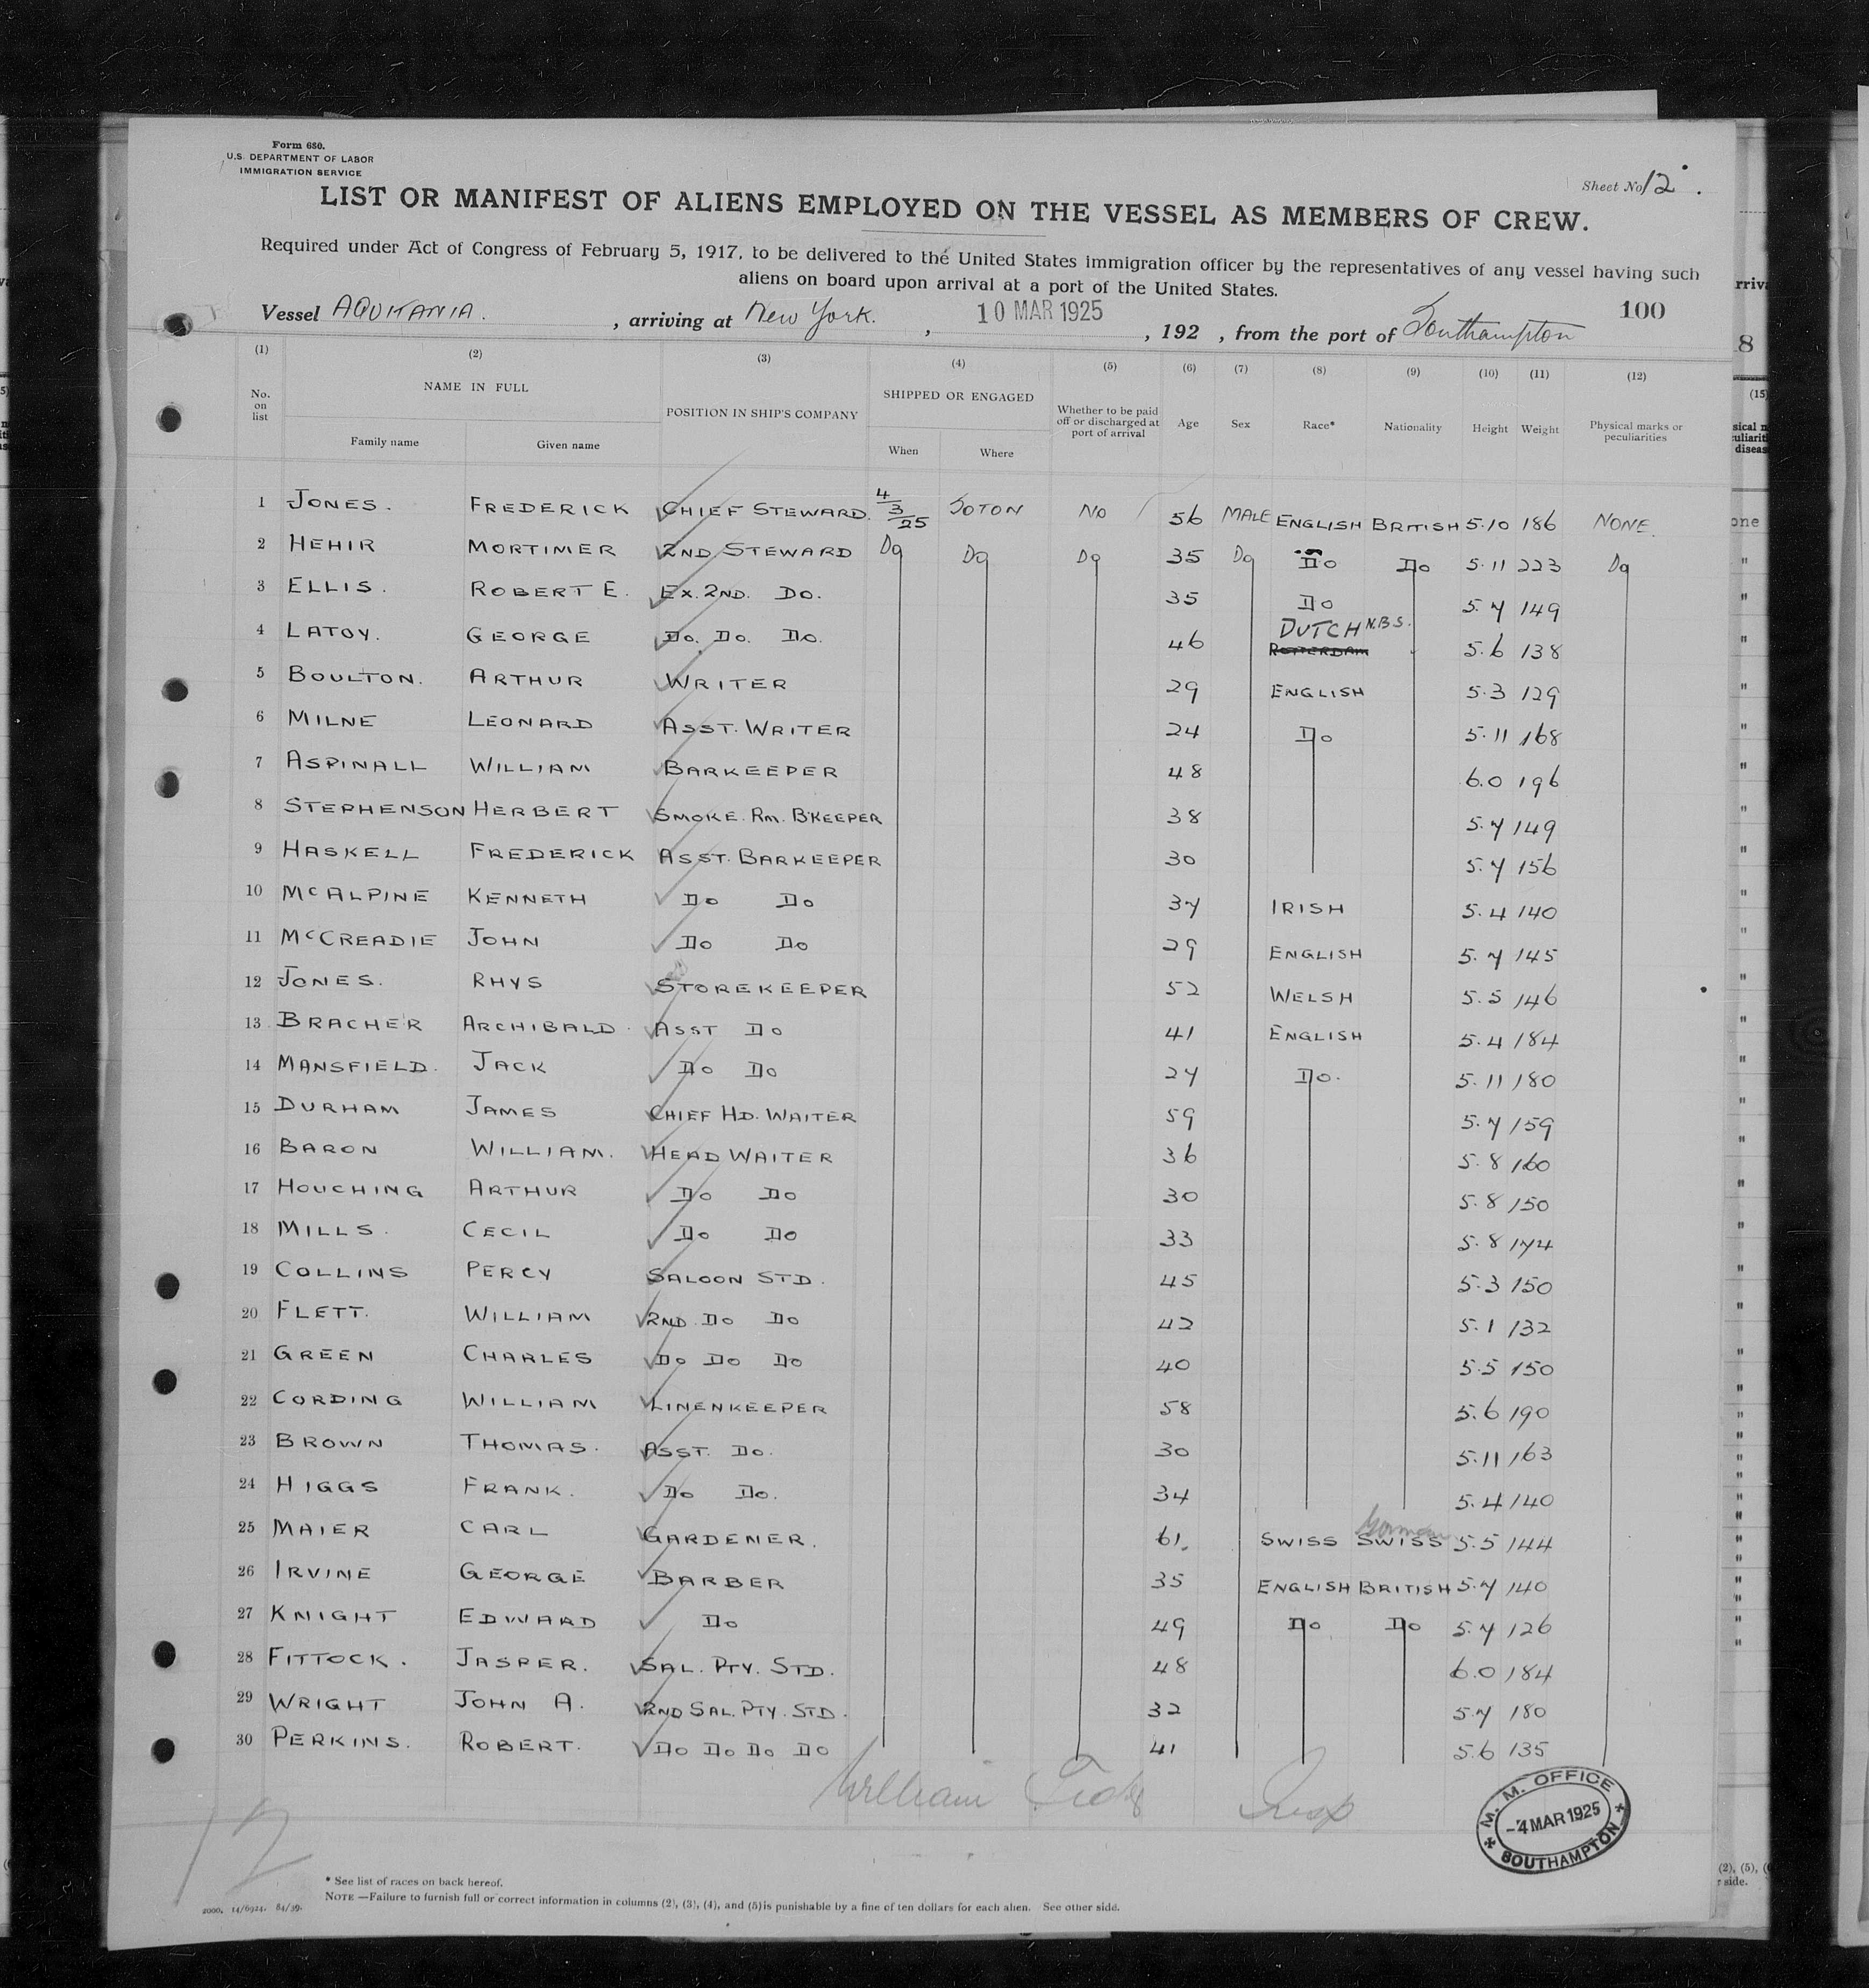 Form 680.
U.S. DEPARTMENT OF LABOR
IMMIGRATION SERVICE
Sheet No 12.
LIST OR MANIFEST OF ALIENS EMPLOYED ON THE VESSEL AS MEMBERS OF CREW.
Required under Act of Congress of February 5, 1917, to be delivered to the United States immigration officer by the representatives of any vessel having such
aliens on board upon arrival at a port of the United States.
100
Vessel AQUITANIA. , arriving at New York. , 10 MAR 1925 , 192 , from the port of Southampton
(1) (2) (3) (4) (5) (6) (7) (8) (9) (10) (11) (12)
No. on list NAME IN FULL POSITION IN SHIP'S COMPANY SHIPPED OR ENGAGED Whether to be paid off or discharged at port of arrival Age Sex Race* Nationality Height Weight Physical marks or peculiarities
Family name Given name When Where
1 JONES. FREDERICK CHIEF STEWARD. 4/3/25 SOTON NO 56 MALE ENGLISH BRITISH 5.10 186 NONE.
2 HEHIR MORTIMER 2ND STEWARD Do Do Do 35 Do Do Do 5.11 223 Do
3 ELLIS. ROBERT E. EX. 2ND. DO. 35 Do 5.7 149
4 LATOY. GEORGE DO. DO. DO. 46 DUTCH N.B.S. ROTTERDAM 5.6 138
5 BOULTON. ARTHUR WRITER 29 ENGLISH 5.3 129
6 MILNE LEONARD ASST. WRITER 24 Do 5.11 168
7 ASPINALL WILLIAM BARKEEPER 48 6.0 196
8 STEPHENSON HERBERT SMOKE. RM. B'KEEPER 38 5.7 149
9 HASKELL FREDERICK ASST. BARKEEPER 30 5.7 156
10 McALPINE KENNETH Do Do 37 IRISH 5.4 140
11 McCREADIE JOHN Do Do 29 ENGLISH 5.7 145
12 JONES. RHYS STOREKEEPER 52 WELSH 5.5 146
13 BRACHER ARCHIBALD. ASST Do 41 ENGLISH 5.4 184
14 MANSFIELD. JACK Do Do 27 Do. 5.11 180
15 DURHAM JAMES CHIEF HD. WAITER 59 5.7 159
16 BARON WILLIAM. HEAD WAITER 36 5.8 160
17 HOUCHING ARTHUR Do Do 30 5.8 150
18 MILLS. CECIL Do Do 33 5.8 174
19 COLLINS PERCY SALOON STD. 45 5.3 150
20 FLETT. WILLIAM 2ND Do Do 42 5.1 132
21 GREEN CHARLES Do Do Do 40 5.5 150
22 CORDING WILLIAM LINENKEEPER 58 5.6 190
23 BROWN THOMAS. ASST. Do. 30 5.11 163
24 HIGGS FRANK. Do Do. 34 5.4 140
25 MAIER CARL GARDENER. 61. SWISS German SWISS 5.5 144
26 IRVINE GEORGE BARBER 35 ENGLISH BRITISH 5.7 140
27 KNIGHT EDWARD Do 49 Do Do 5.7 126
28 FITTOCK. JASPER. SAL. PTY. STD. 48 6.0 184
29 WRIGHT JOHN A. 2ND SAL. PTY. STD. 32 5.7 180
30 PERKINS. ROBERT. Do Do Do Do 41 5.6 135
William Insp
M. M. OFFICE
-4 MAR 1925
SOUTHAMPTON
12
* See list of races on back hereof.
NOTE —Failure to furnish full or correct information in columns (2), (3), (4), and (5) is punishable by a fine of ten dollars for each alien. See other side.
2000. 14/6924. 84/39.